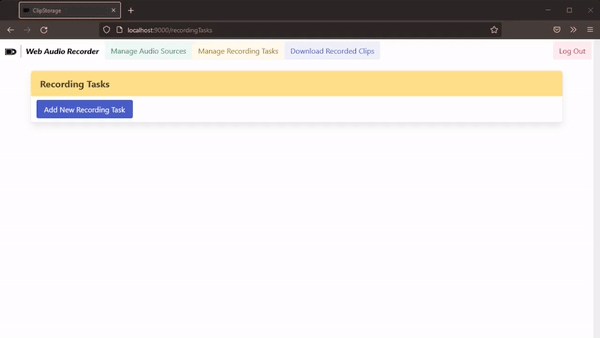 ClipStorage
localhost:9000/recordingTasks
Web Audio Recorder Manage Audio Sources Manage Recording Tasks Download Recorded Clips Log Out
Recording Tasks
Add New Recording Task